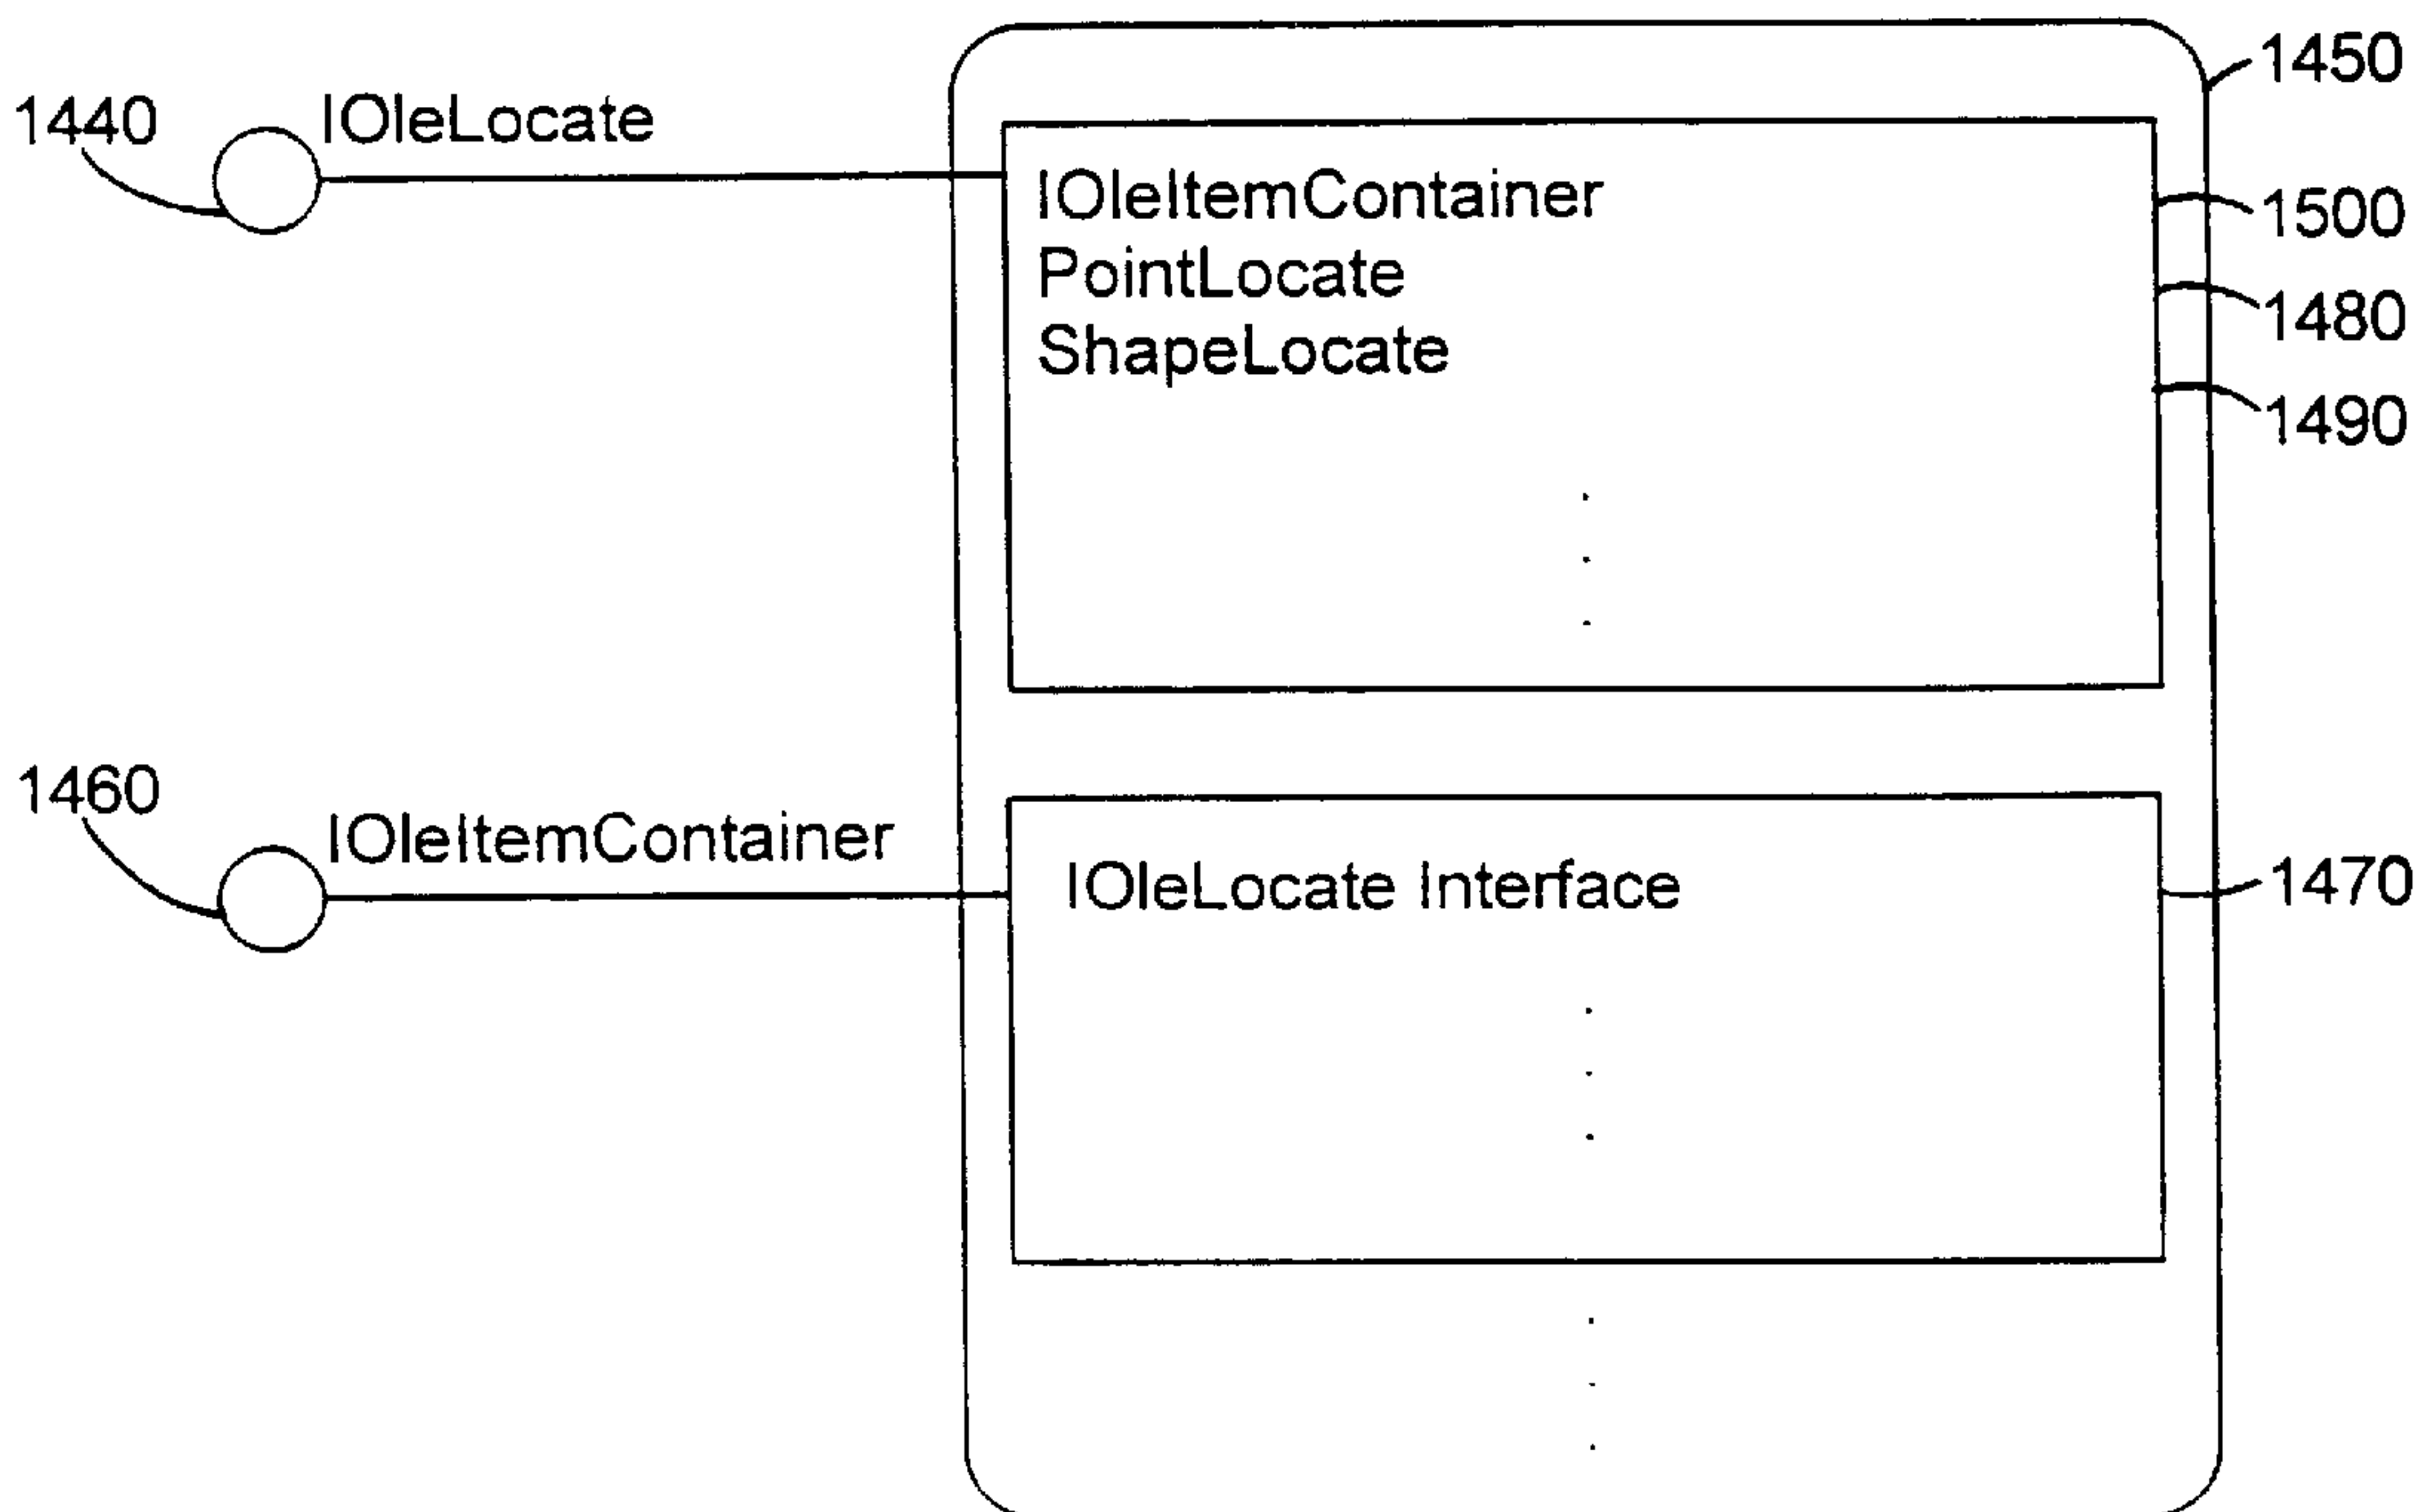 1450
1440
IOleLocate
IOleItemContainer
1500
PointLocate
1480
ShapeLocate
1490
1460
IOleItemContainer
IOleLocate Interface
1470